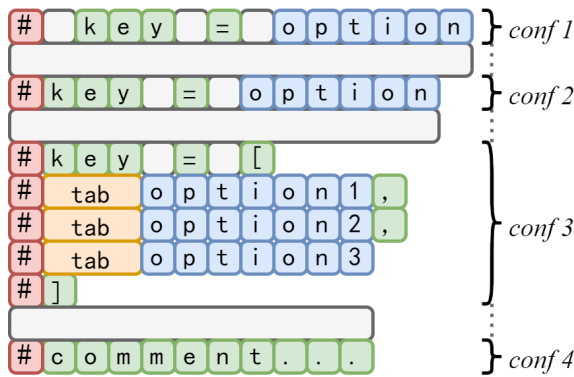 # key = option conf 1
#key = option conf 2
#key = [
#tab option1,
#tab option2, conf 3
#tab option3
#]
#comment... conf 4